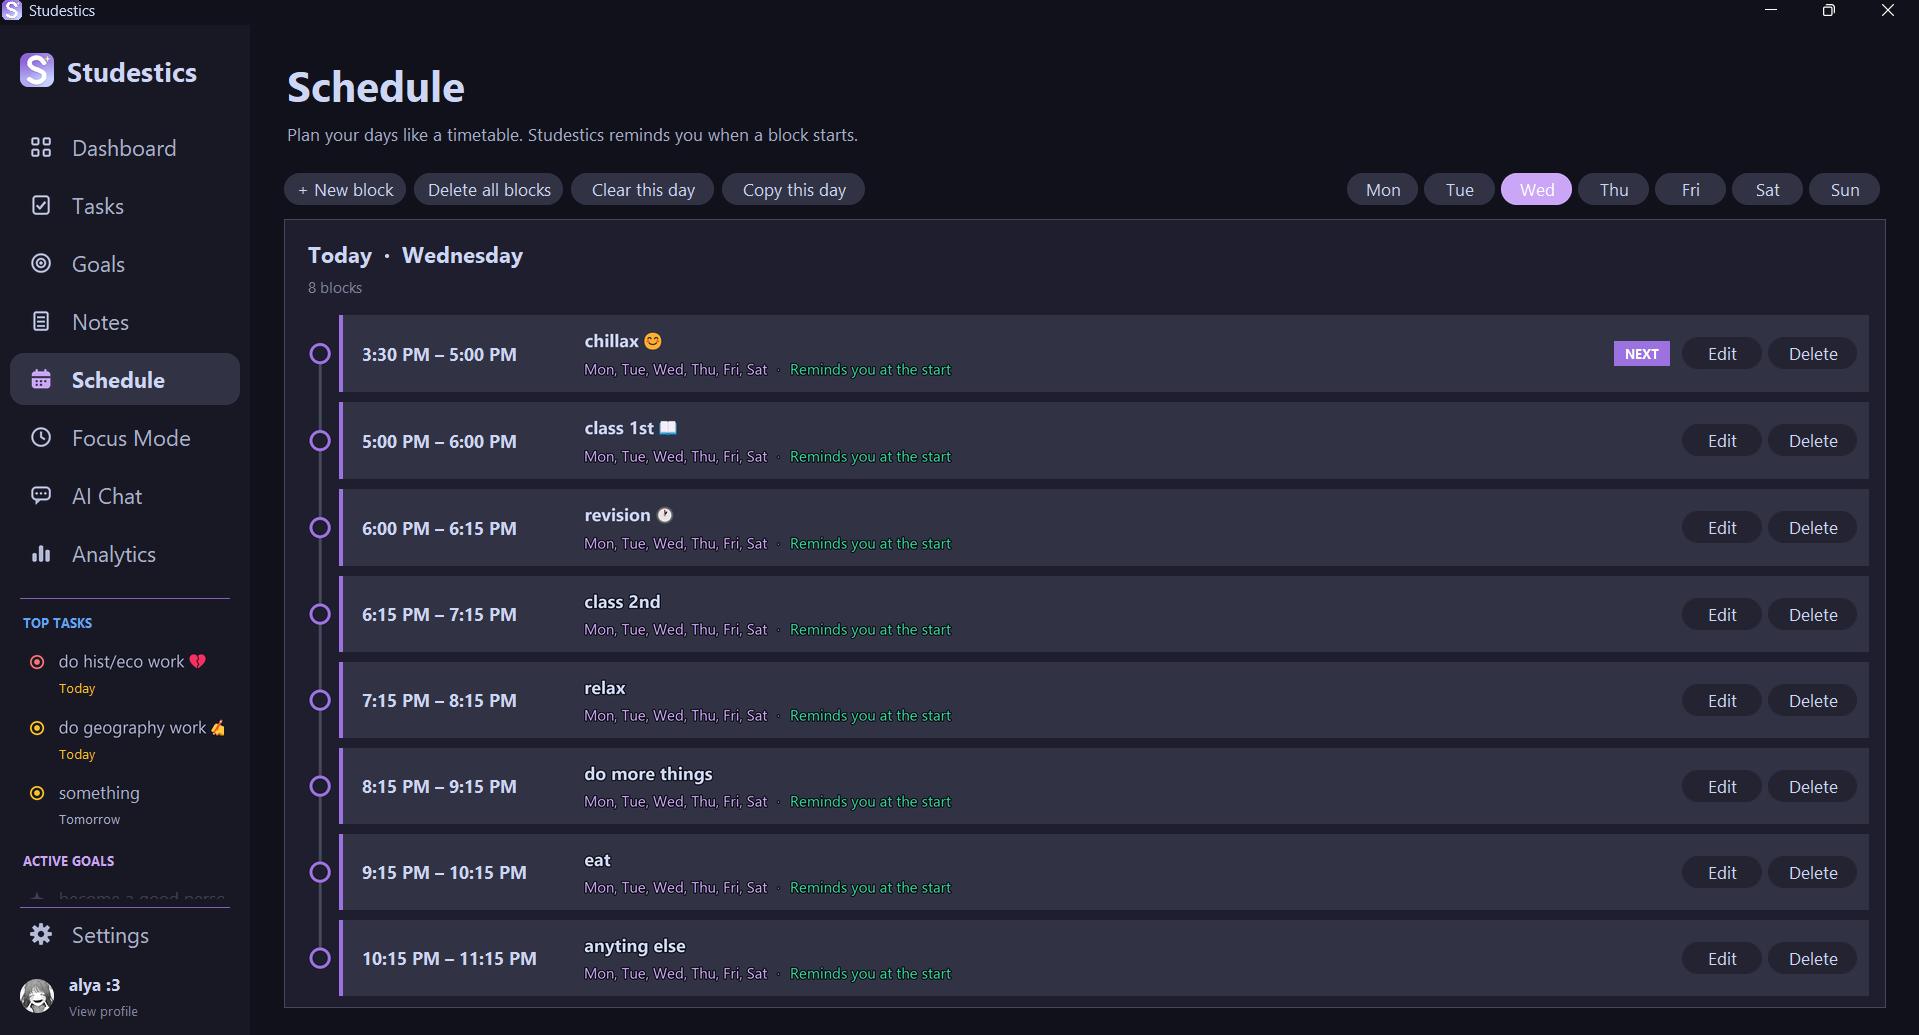 Studestics
Studestics
Dashboard
Tasks
Goals
Notes
Schedule
Focus Mode
AI Chat
Analytics
TOP TASKS
do hist/eco work 💔
Today
do geography work ✍
Today
something
Tomorrow
ACTIVE GOALS
become a good perso
Settings
alya :3
View profile
Schedule
Plan your days like a timetable. Studestics reminds you when a block starts.
+ New block Delete all blocks Clear this day Copy this day Mon Tue Wed Thu Fri Sat Sun
Today · Wednesday
8 blocks
3:30 PM – 5:00 PM chillax 😊 NEXT Edit Delete
Mon, Tue, Wed, Thu, Fri, Sat · Reminds you at the start
5:00 PM – 6:00 PM class 1st 📖 Edit Delete
Mon, Tue, Wed, Thu, Fri, Sat · Reminds you at the start
6:00 PM – 6:15 PM revision 🕐 Edit Delete
Mon, Tue, Wed, Thu, Fri, Sat · Reminds you at the start
6:15 PM – 7:15 PM class 2nd Edit Delete
Mon, Tue, Wed, Thu, Fri, Sat · Reminds you at the start
7:15 PM – 8:15 PM relax Edit Delete
Mon, Tue, Wed, Thu, Fri, Sat · Reminds you at the start
8:15 PM – 9:15 PM do more things Edit Delete
Mon, Tue, Wed, Thu, Fri, Sat · Reminds you at the start
9:15 PM – 10:15 PM eat Edit Delete
Mon, Tue, Wed, Thu, Fri, Sat · Reminds you at the start
10:15 PM – 11:15 PM anyting else Edit Delete
Mon, Tue, Wed, Thu, Fri, Sat · Reminds you at the start